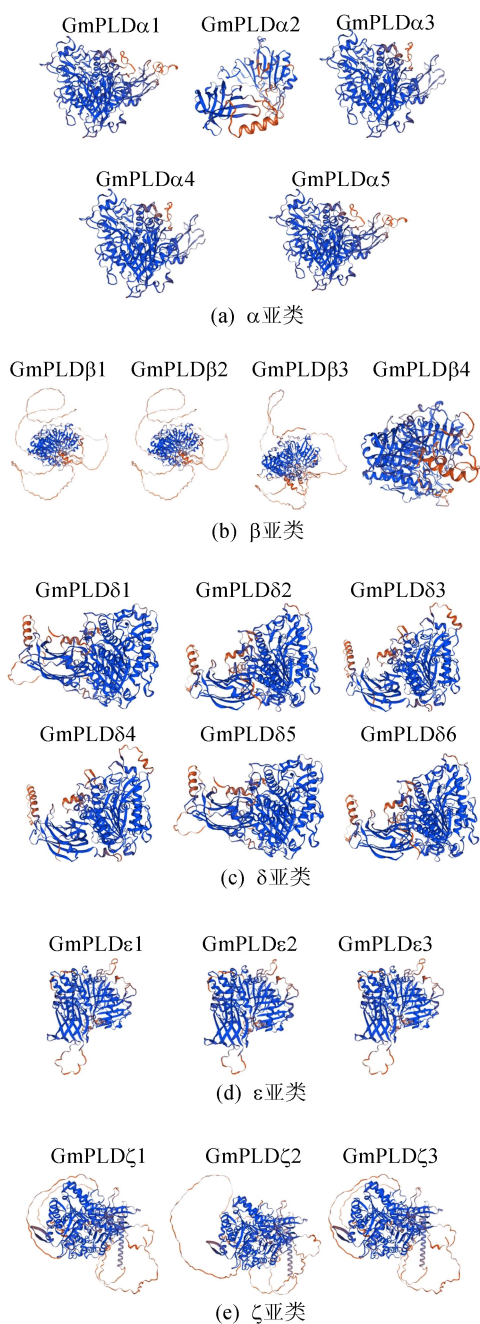 GmPLDα1 GmPLDα2 GmPLDα3
GmPLDα4 GmPLDα5
(a) α亚类
GmPLDβ1 GmPLDβ2 GmPLDβ3 GmPLDβ4
(b) β亚类
GmPLDδ1 GmPLDδ2 GmPLDδ3
GmPLDδ4 GmPLDδ5 GmPLDδ6
(c) δ亚类
GmPLDε1 GmPLDε2 GmPLDε3
(d) ε亚类
GmPLDζ1 GmPLDζ2 GmPLDζ3
(e) ζ亚类